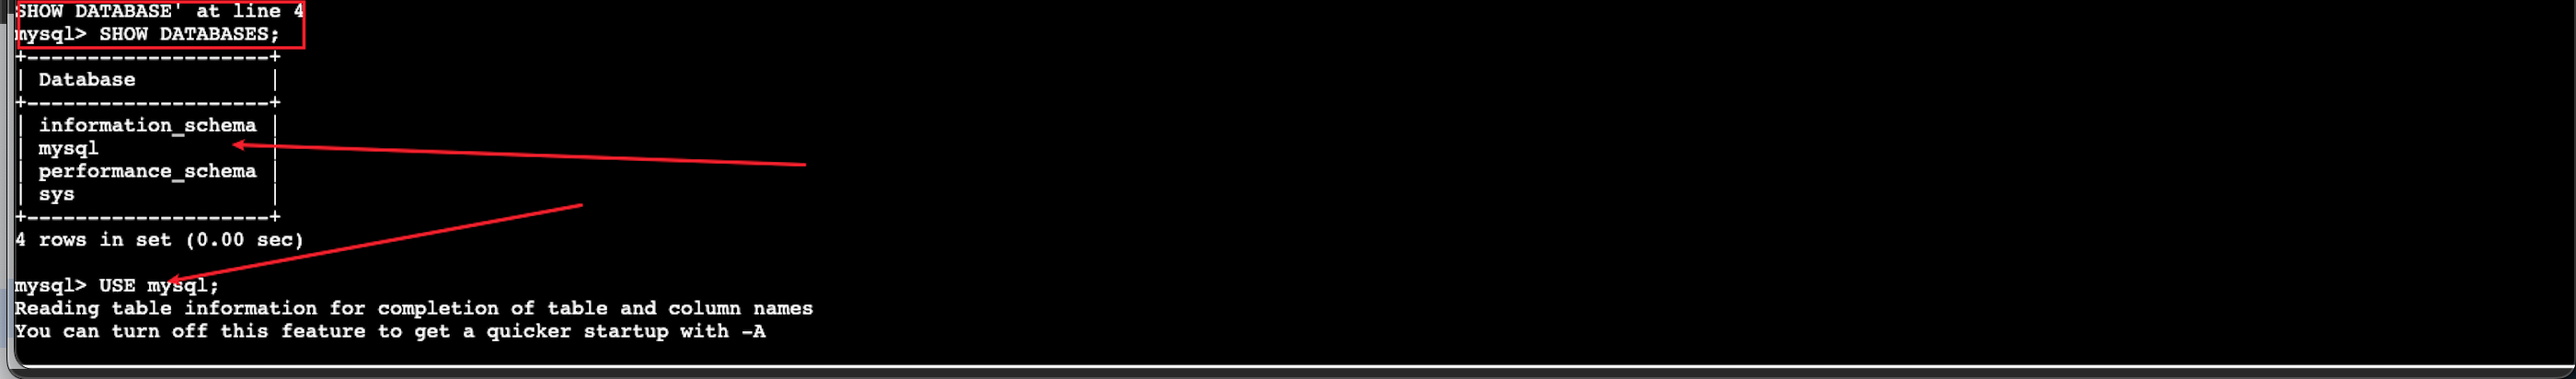 SHOW DATABASE' at line 4
mysql> SHOW DATABASES;
+--------------------+
| Database           |
+--------------------+
| information_schema |
| mysql              |
| performance_schema |
| sys                |
+--------------------+
4 rows in set (0.00 sec)
mysql> USE mysql;
Reading table information for completion of table and column names
You can turn off this feature to get a quicker startup with -A